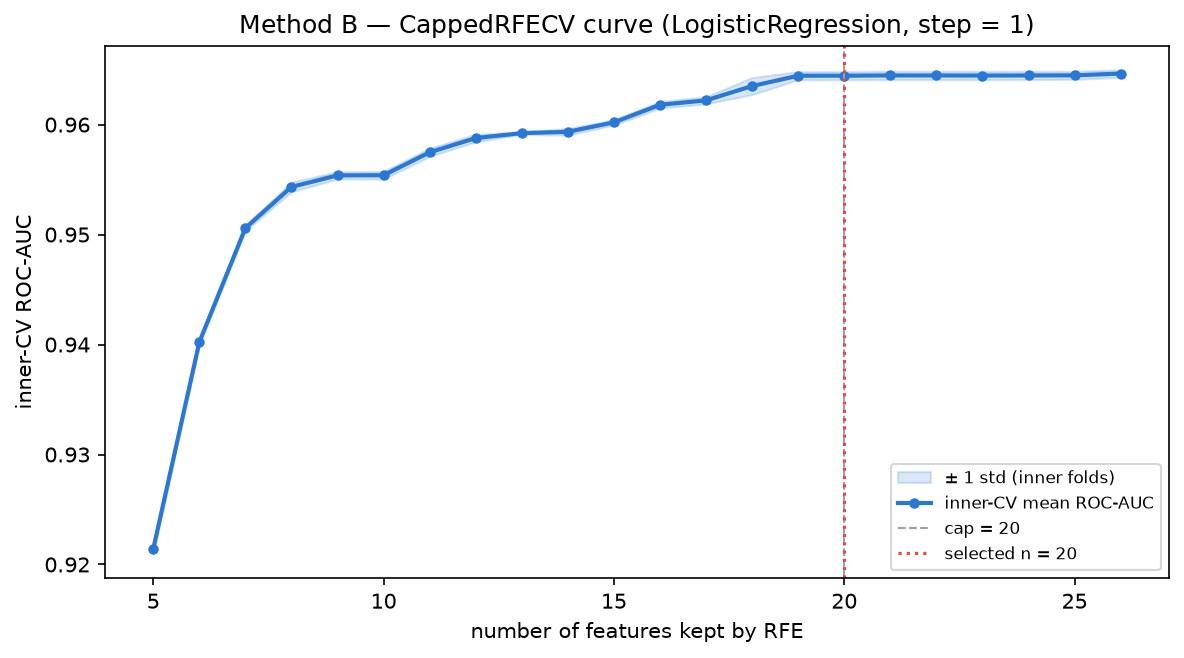 Method B — CappedRFECV curve (LogisticRegression, step = 1)
inner-CV ROC-AUC
0.96
0.95
0.94
0.93
0.92
± 1 std (inner folds)
inner-CV mean ROC-AUC
cap = 20
selected n = 20
5 10 15 20 25
number of features kept by RFE